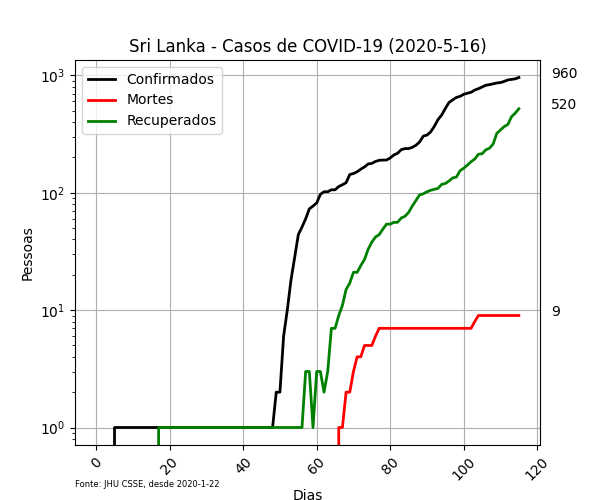 Sri Lanka - Casos de COVID-19 (2020-5-16)
Confirmados
Mortes
Recuperados
10³
10²
10¹
10⁰
Pessoas
960
520
9
0 20 40 60 80 100 120
Fonte: JHU CSSE, desde 2020-1-22
Dias